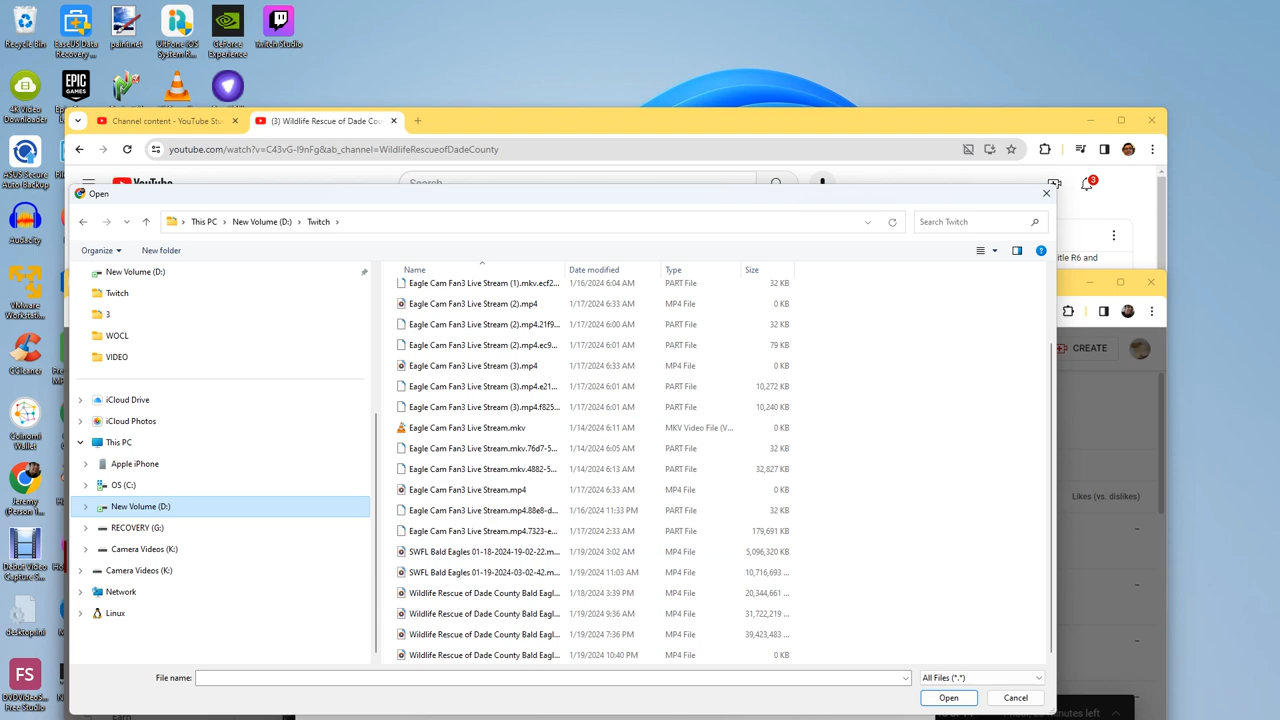 Recycle Bin
EaseUS Data Recovery ...
paint.net
UltFone iOS System R...
GeForce Experience
Twitch Studio
4K Video Downloader
EPIC GAMES
ASUS Secure Auto-Backup
Audacity
VMware Workstati...
CCleaner
Coinomi Wallet
Jeremy (Person 1...
Debut Video Capture S...
desktop.ini
FS
DVDVideoS... Free Studio
Channel content - YouTube Stu
(3) Wildlife Rescue of Dade Co
youtube.com/watch?v=C43vG-I9nFg&ab_channel=WildlifeRescueofDadeCounty
YouTube
Search
3
Open
This PC
New Volume (D:)
Twitch
Search Twitch
Organize
New folder
New Volume (D:)
Twitch
3
WOCL
VIDEO
iCloud Drive
iCloud Photos
This PC
Apple iPhone
OS (C:)
New Volume (D:)
RECOVERY (G:)
Camera Videos (K:)
Camera Videos (K:)
Network
Linux
Name Date modified Type Size
Eagle Cam Fan3 Live Stream (1).mkv.ecf2... 1/16/2024 6:04 AM PART File 32 KB
Eagle Cam Fan3 Live Stream (2).mp4 1/17/2024 6:33 AM MP4 File 0 KB
Eagle Cam Fan3 Live Stream (2).mp4.21f9... 1/17/2024 6:00 AM PART File 32 KB
Eagle Cam Fan3 Live Stream (2).mp4.ec9... 1/17/2024 6:01 AM PART File 79 KB
Eagle Cam Fan3 Live Stream (3).mp4 1/17/2024 6:33 AM MP4 File 0 KB
Eagle Cam Fan3 Live Stream (3).mp4.e21... 1/17/2024 6:01 AM PART File 10,272 KB
Eagle Cam Fan3 Live Stream (3).mp4.f825... 1/17/2024 6:01 AM PART File 10,240 KB
Eagle Cam Fan3 Live Stream.mkv 1/14/2024 6:11 AM MKV Video File (V... 0 KB
Eagle Cam Fan3 Live Stream.mkv.76d7-5... 1/14/2024 6:05 AM PART File 32 KB
Eagle Cam Fan3 Live Stream.mkv.4882-5... 1/14/2024 6:13 AM PART File 32,827 KB
Eagle Cam Fan3 Live Stream.mp4 1/17/2024 6:33 AM MP4 File 0 KB
Eagle Cam Fan3 Live Stream.mp4.88e8-d... 1/16/2024 11:33 PM PART File 32 KB
Eagle Cam Fan3 Live Stream.mp4.7323-e... 1/17/2024 2:33 AM PART File 179,691 KB
SWFL Bald Eagles 01-18-2024-19-02-22.m... 1/19/2024 3:02 AM MP4 File 5,096,320 KB
SWFL Bald Eagles 01-19-2024-03-02-42.m... 1/19/2024 11:03 AM MP4 File 10,716,693 ...
Wildlife Rescue of Dade County Bald Eagl... 1/18/2024 3:39 PM MP4 File 20,344,661 ...
Wildlife Rescue of Dade County Bald Eagl... 1/19/2024 9:36 AM MP4 File 31,722,219 ...
Wildlife Rescue of Dade County Bald Eagl... 1/19/2024 7:36 PM MP4 File 39,423,483 ...
Wildlife Rescue of Dade County Bald Eagl... 1/19/2024 10:40 PM MP4 File 0 KB
File name:
All Files (*.*)
Open
Cancel
itle R6 and
CREATE
Likes (vs. dislikes)
–
–
–
–
minutes left